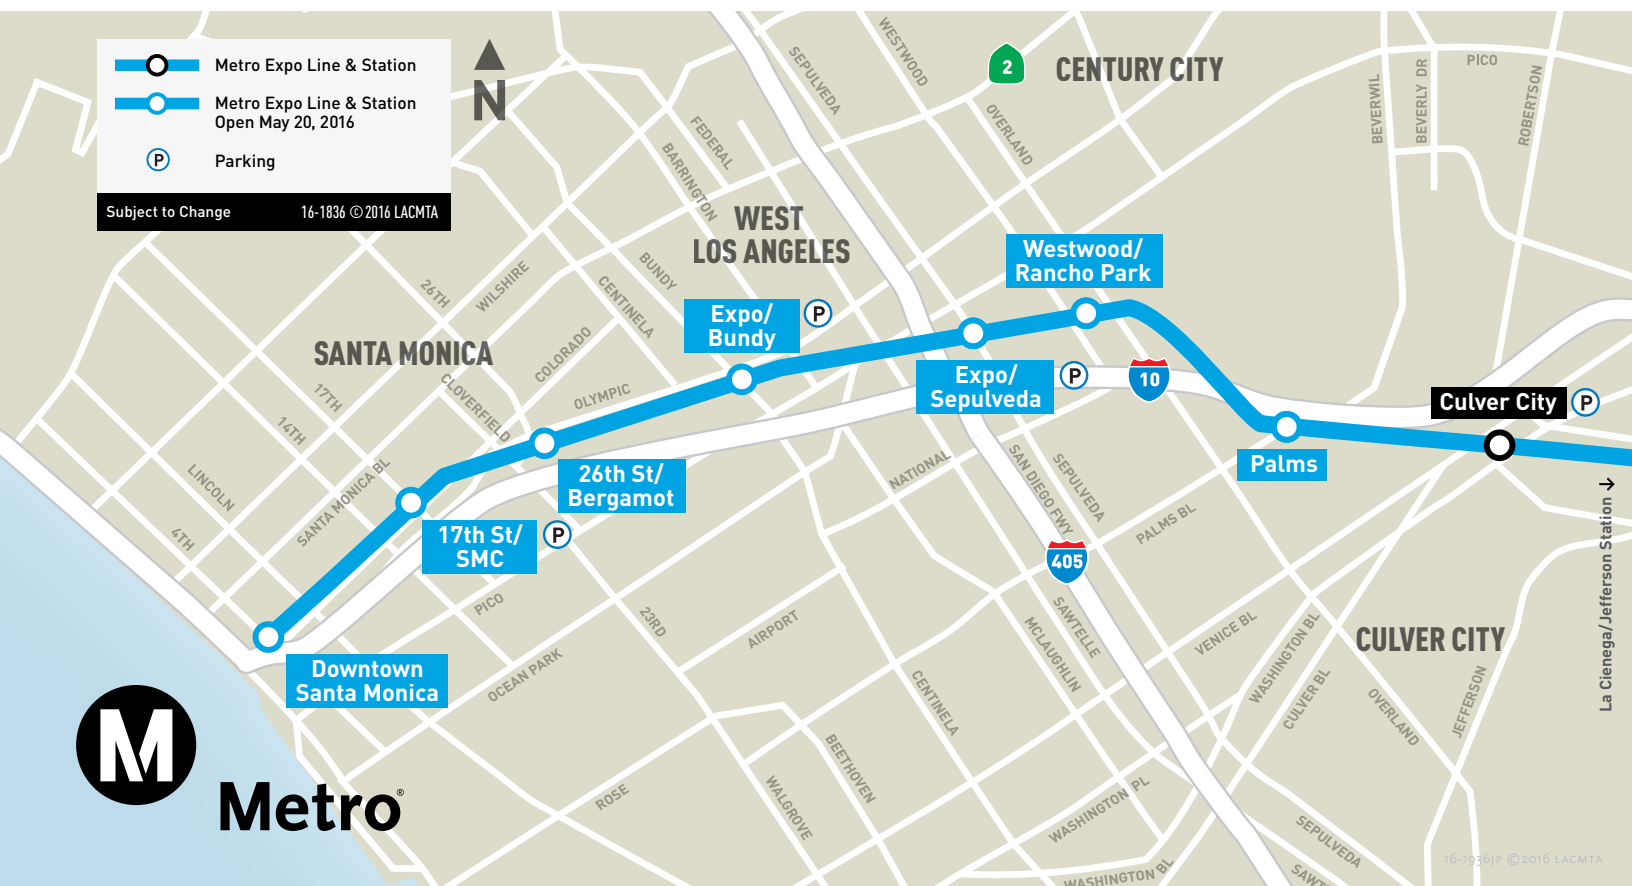 Metro Expo Line & Station
Metro Expo Line & Station
Open May 20, 2016
P
Parking
Subject to Change
16-1836 © 2016 LACMTA
N
2
CENTURY CITY
WESTWOOD
SEPULVEDA
OVERLAND
PICO
BEVERWIL
BEVERLY DR
ROBERTSON
FEDERAL
BARRINGTON
WEST
LOS ANGELES
BUNDY
CENTINELA
26TH
WILSHIRE
COLORADO
Westwood/
Rancho Park
Expo/
Bundy
P
SANTA MONICA
17TH
14TH
CLOVERFIELD
OLYMPIC
Expo/
Sepulveda
P
10
Culver City
P
LINCOLN
4TH
SANTA MONICA BL
26th St/
Bergamot
17th St/
SMC
P
NATIONAL
SAN DIEGO FWY
SEPULVEDA
PALMS BL
Palms
La Cienega/Jefferson Station →
405
PICO
23RD
AIRPORT
OCEAN PARK
Downtown
Santa Monica
SAWTELLE
MCLAUGHLIN
VENICE BL
WASHINGTON BL
CULVER BL
CULVER CITY
OVERLAND
JEFFERSON
CENTINELA
BEETHOVEN
WALGROVE
ROSE
WASHINGTON PL
WASHINGTON BL
SEPULVEDA
SAWT
M
Metro®
16-1936JP ©2016 LACMTA